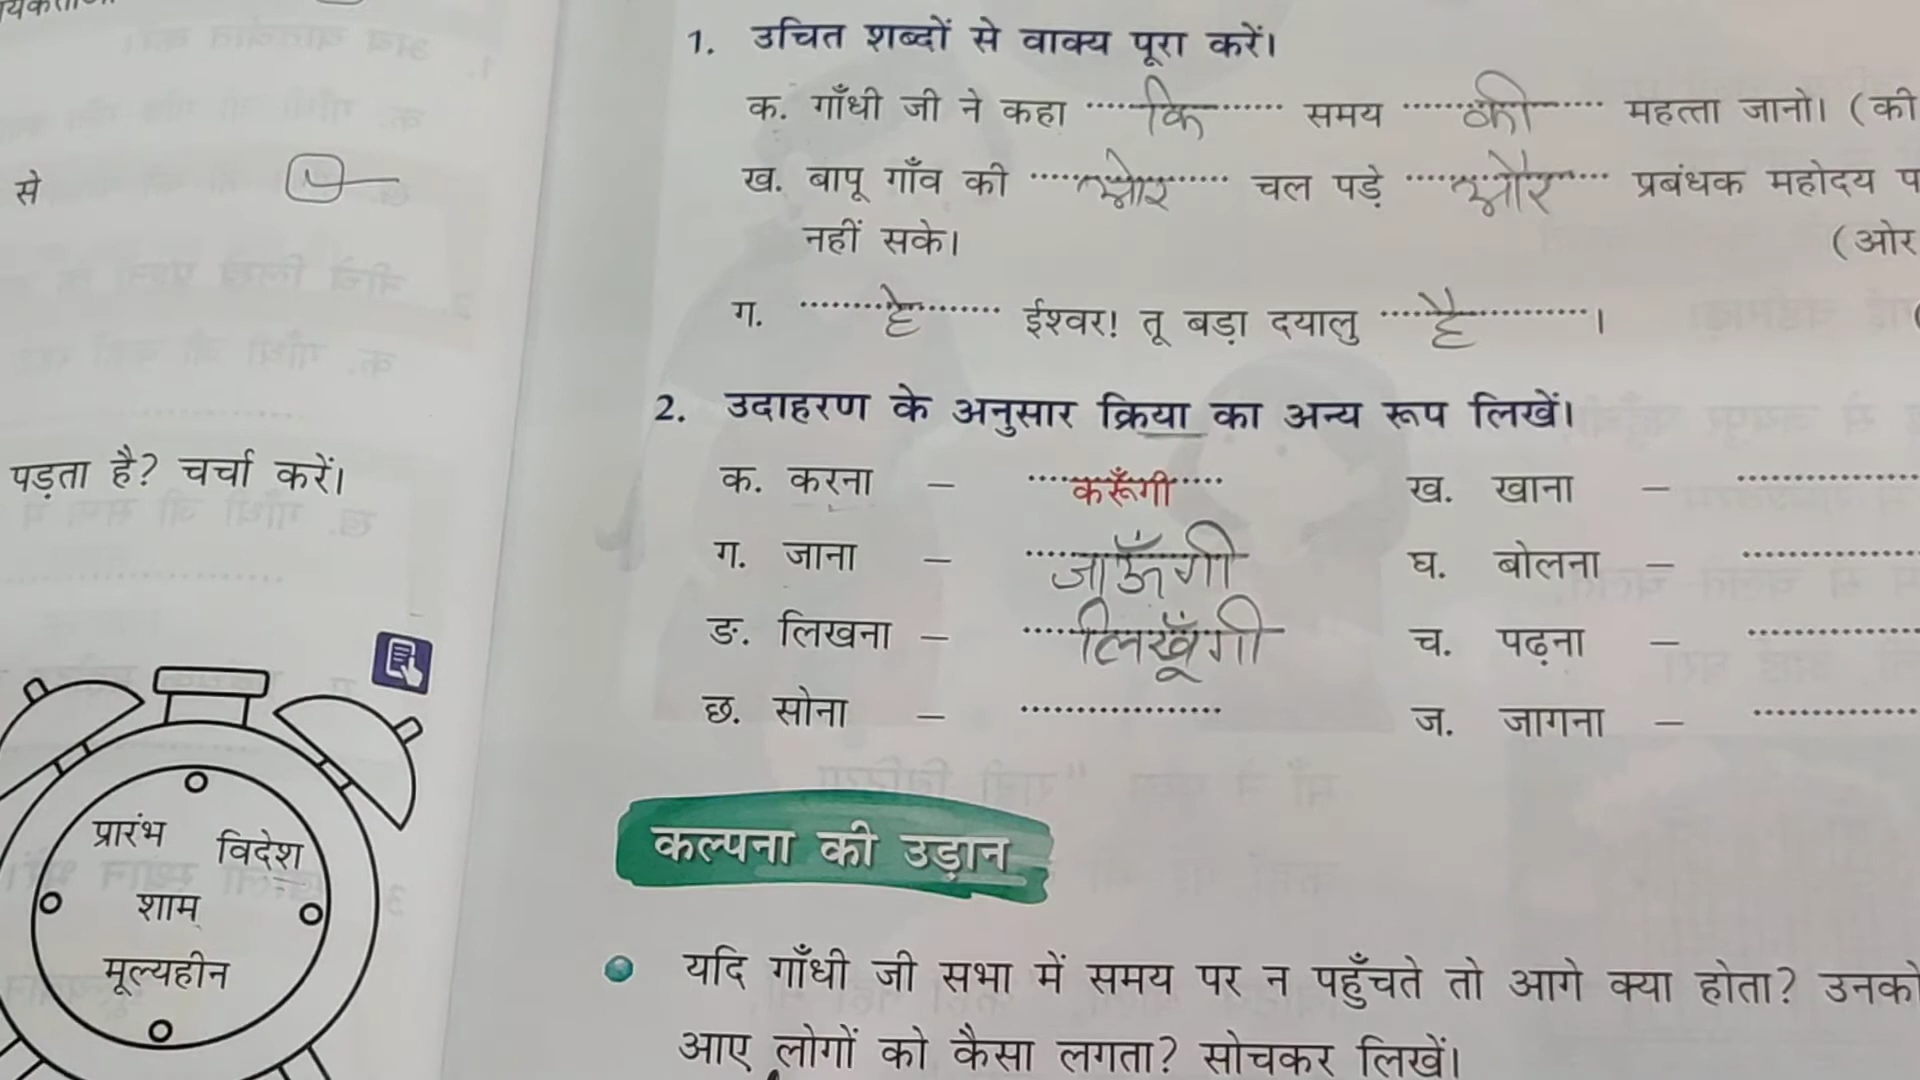 से
पड़ता है? चर्चा करें।
प्रारंभ विदेश
शाम
मूल्यहीन
1. उचित शब्दों से वाक्य पूरा करें।
क. गाँधी जी ने कहा कि समय की महत्ता जानो। (की
ख. बापू गाँव की ओर चल पड़े और प्रबंधक महोदय
नहीं सके। (ओर
ग. हे ईश्वर! तू बड़ा दयालु है।
2. उदाहरण के अनुसार क्रिया का अन्य रूप लिखें।
क. करना – करूँगी ख. खाना –
ग. जाना – जाऊँगी घ. बोलना –
ङ. लिखना – लिखूँगी च. पढ़ना –
छ. सोना – ज. जागना –
कल्पना की उड़ान
यदि गाँधी जी सभा में समय पर न पहुँचते तो आगे क्या होता? उनको
आए लोगों को कैसा लगता? सोचकर लिखें।